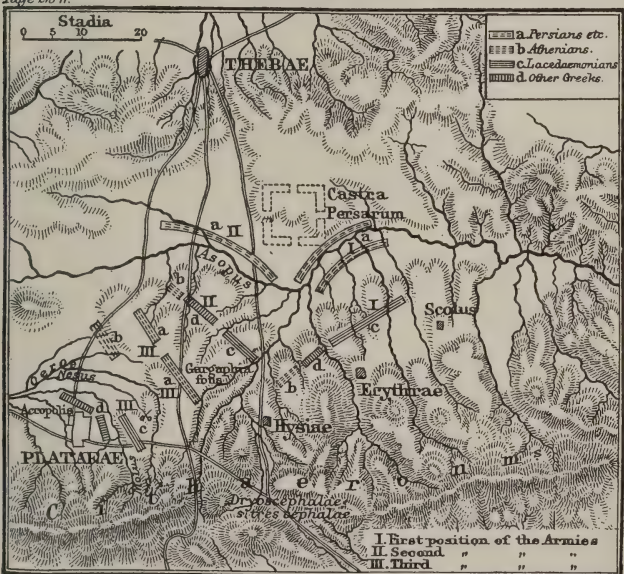 Stadia
0 5 10 20
a. Persians etc.
b. Athenians.
c. Lacedaemonians
d. Other Greeks.
THEBAE
Castra
Persarum
a II
I a
Asopus
b
II
d
I
c
Scolus
b
III
a
c
Gargaphia
fons
d
b
Erythrae
a
III
Oeroe
Nesus
Acropolis
d
III
c
Hysiae
PLATAEAE
C i t h a e r o n m s
Dryoscephalae
I. First position of the Armies
II. Second " " "
III. Third " " "